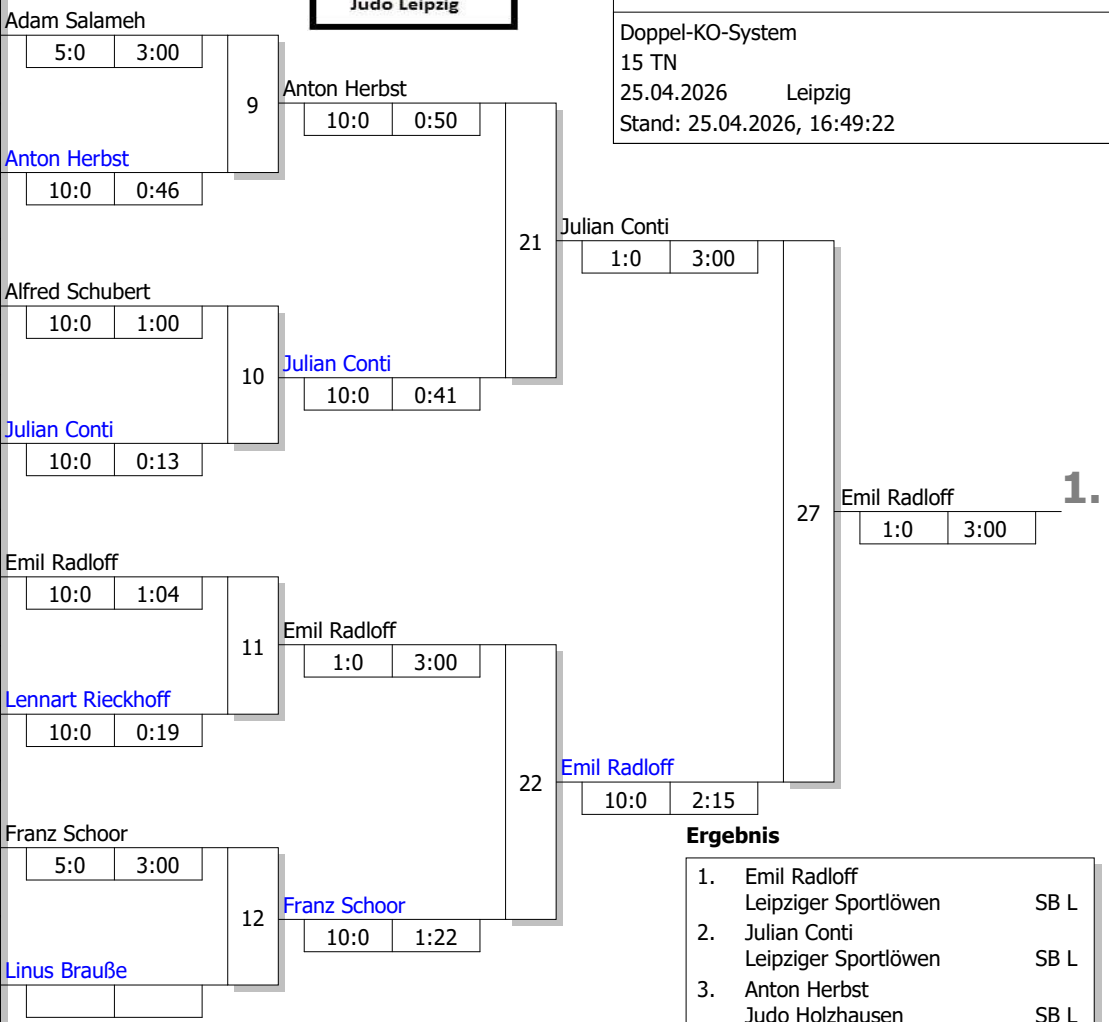 Judo Leipzig
Doppel-KO-System
15 TN
25.04.2026 Leipzig
Stand: 25.04.2026, 16:49:22
Adam Salameh
5:0 3:00
9
Anton Herbst
10:0 0:50
Anton Herbst
10:0 0:46
21
Julian Conti
1:0 3:00
Alfred Schubert
10:0 1:00
10
Julian Conti
10:0 0:41
Julian Conti
10:0 0:13
27
Emil Radloff
1:0 3:00
1.
Emil Radloff
10:0 1:04
11
Emil Radloff
1:0 3:00
Lennart Rieckhoff
10:0 0:19
22
Emil Radloff
10:0 2:15
Franz Schoor
5:0 3:00
12
Franz Schoor
10:0 1:22
Linus Brauße
Ergebnis
1. Emil Radloff
Leipziger Sportlöwen SB L
2. Julian Conti
Leipziger Sportlöwen SB L
3. Anton Herbst
Judo Holzhausen SB L